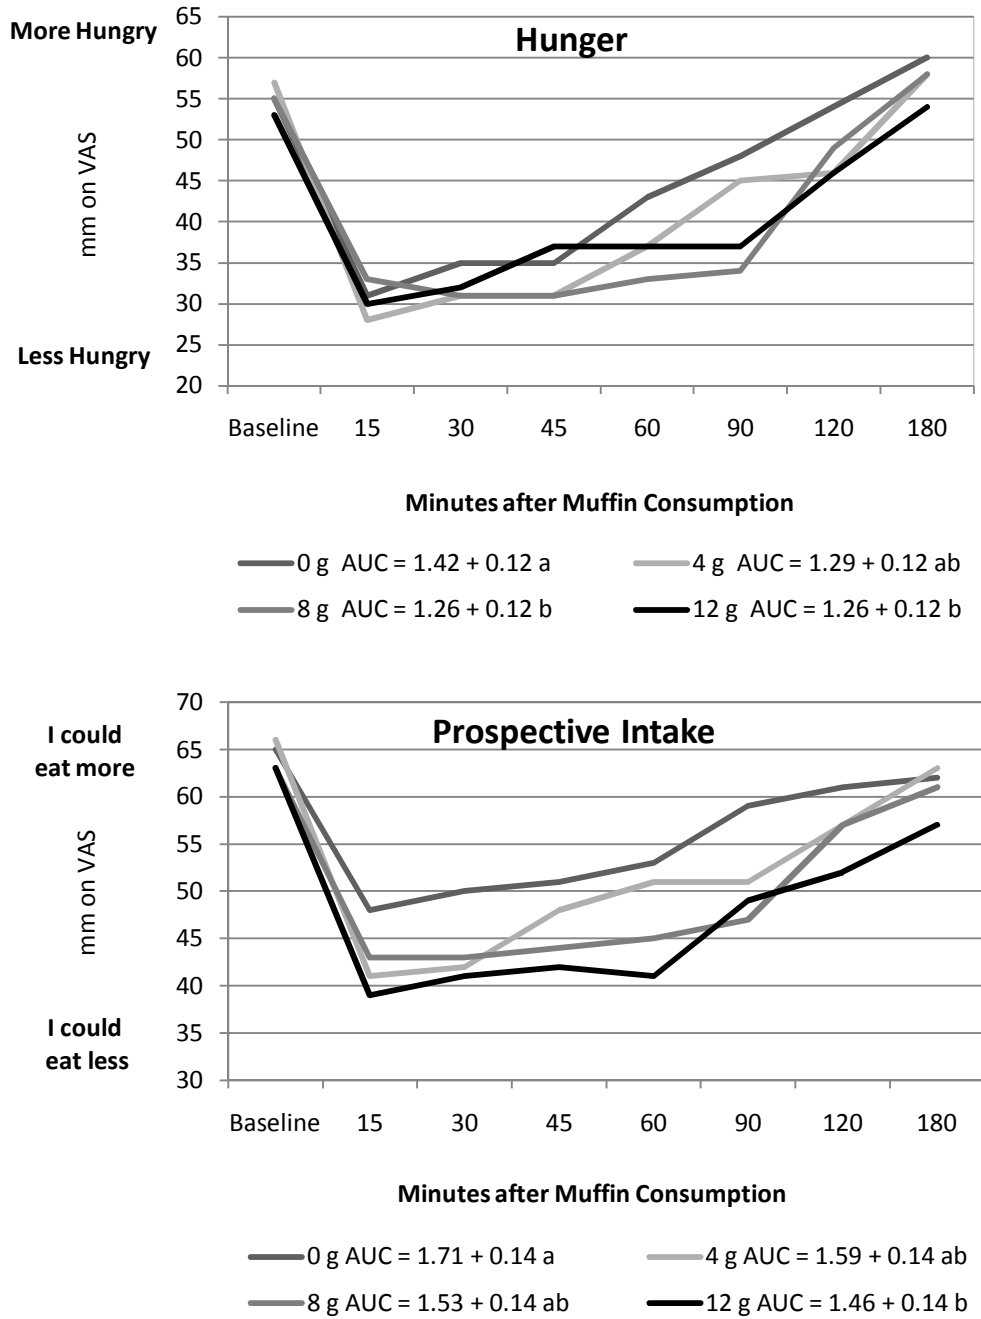 Hunger
More Hungry
mm on VAS
Less Hungry
65
60
55
50
45
40
35
30
25
20
Baseline 15 30 45 60 90 120 180
Minutes after Muffin Consumption
0 g AUC = 1.42 + 0.12 a
4 g AUC = 1.29 + 0.12 ab
8 g AUC = 1.26 + 0.12 b
12 g AUC = 1.26 + 0.12 b
Prospective Intake
I could
eat more
mm on VAS
I could
eat less
70
65
60
55
50
45
40
35
30
Baseline 15 30 45 60 90 120 180
Minutes after Muffin Consumption
0 g AUC = 1.71 + 0.14 a
4 g AUC = 1.59 + 0.14 ab
8 g AUC = 1.53 + 0.14 ab
12 g AUC = 1.46 + 0.14 b